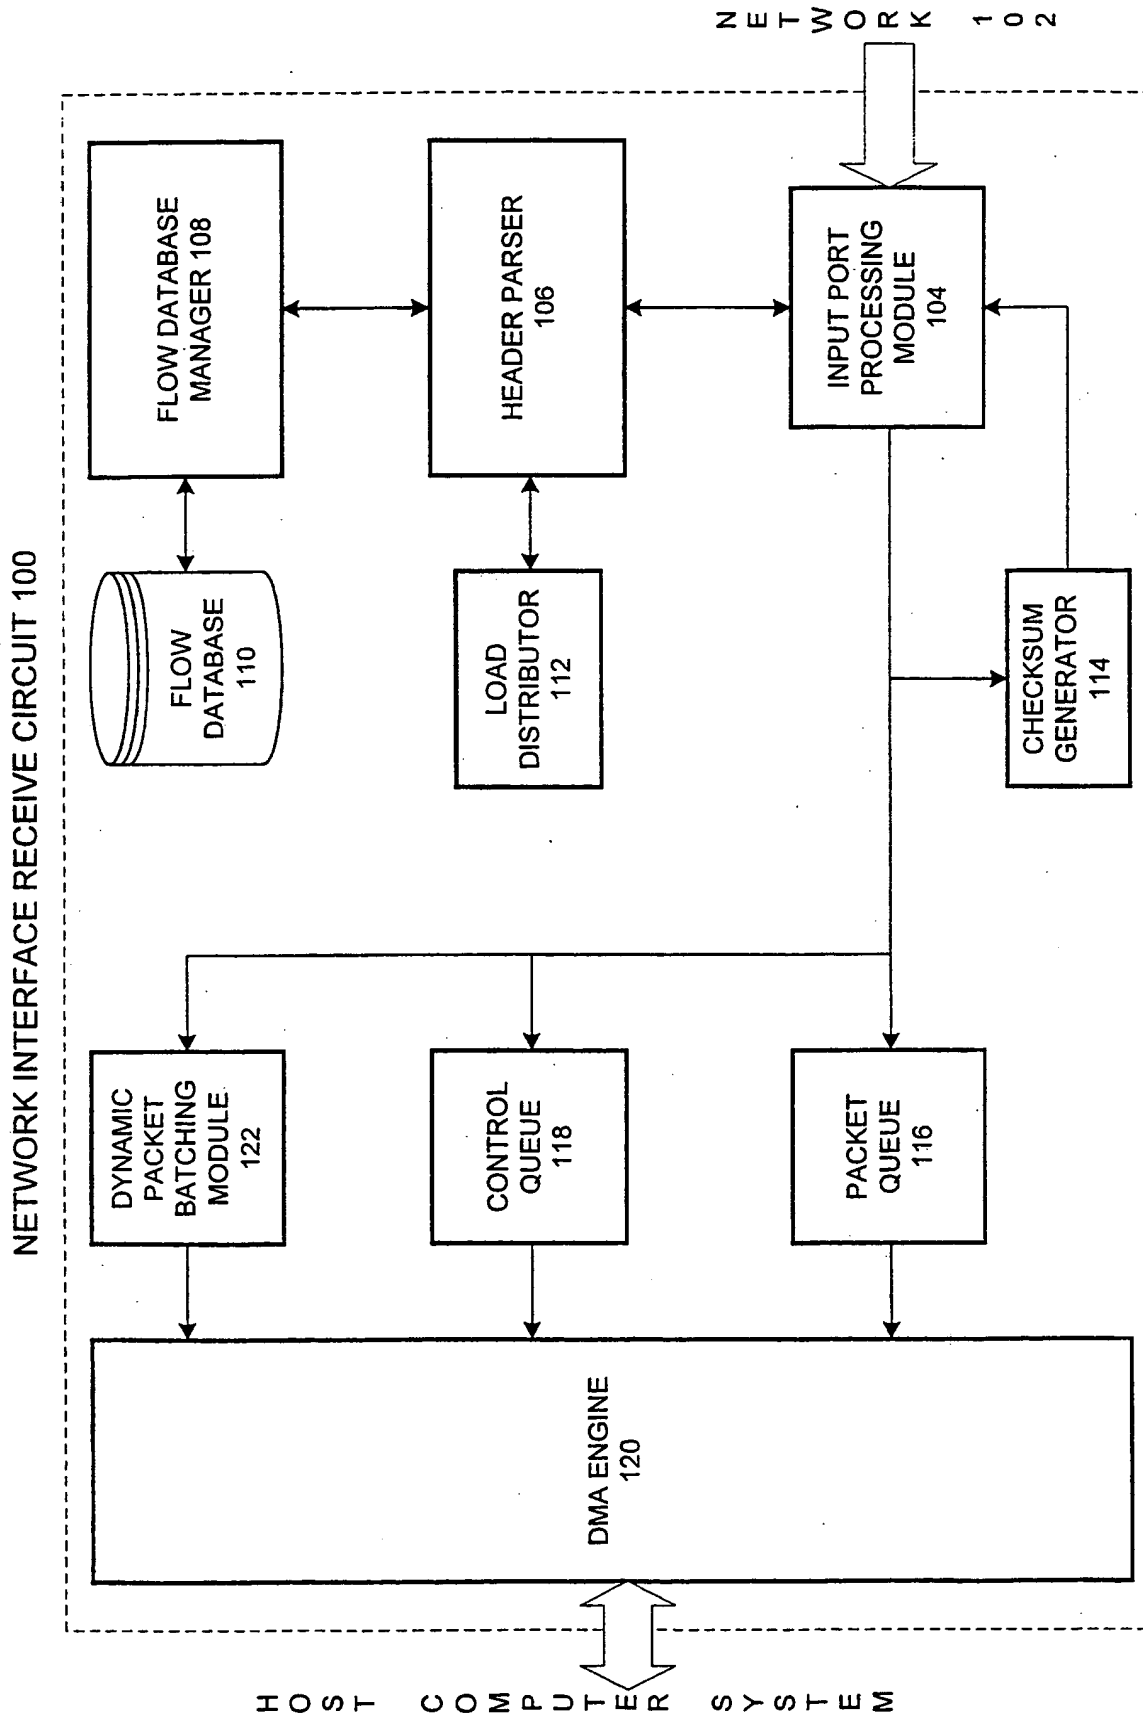 NETWORK INTERFACE RECEIVE CIRCUIT 100
HOST COMPUTER SYSTEM
DMA ENGINE
120
DYNAMIC
PACKET
BATCHING
MODULE
122
CONTROL
QUEUE
118
PACKET
QUEUE
116
FLOW
DATABASE
110
LOAD
DISTRIBUTOR
112
CHECKSUM
GENERATOR
114
FLOW DATABASE
MANAGER 108
HEADER PARSER
106
INPUT PORT
PROCESSING
MODULE
104
NETWORK 102